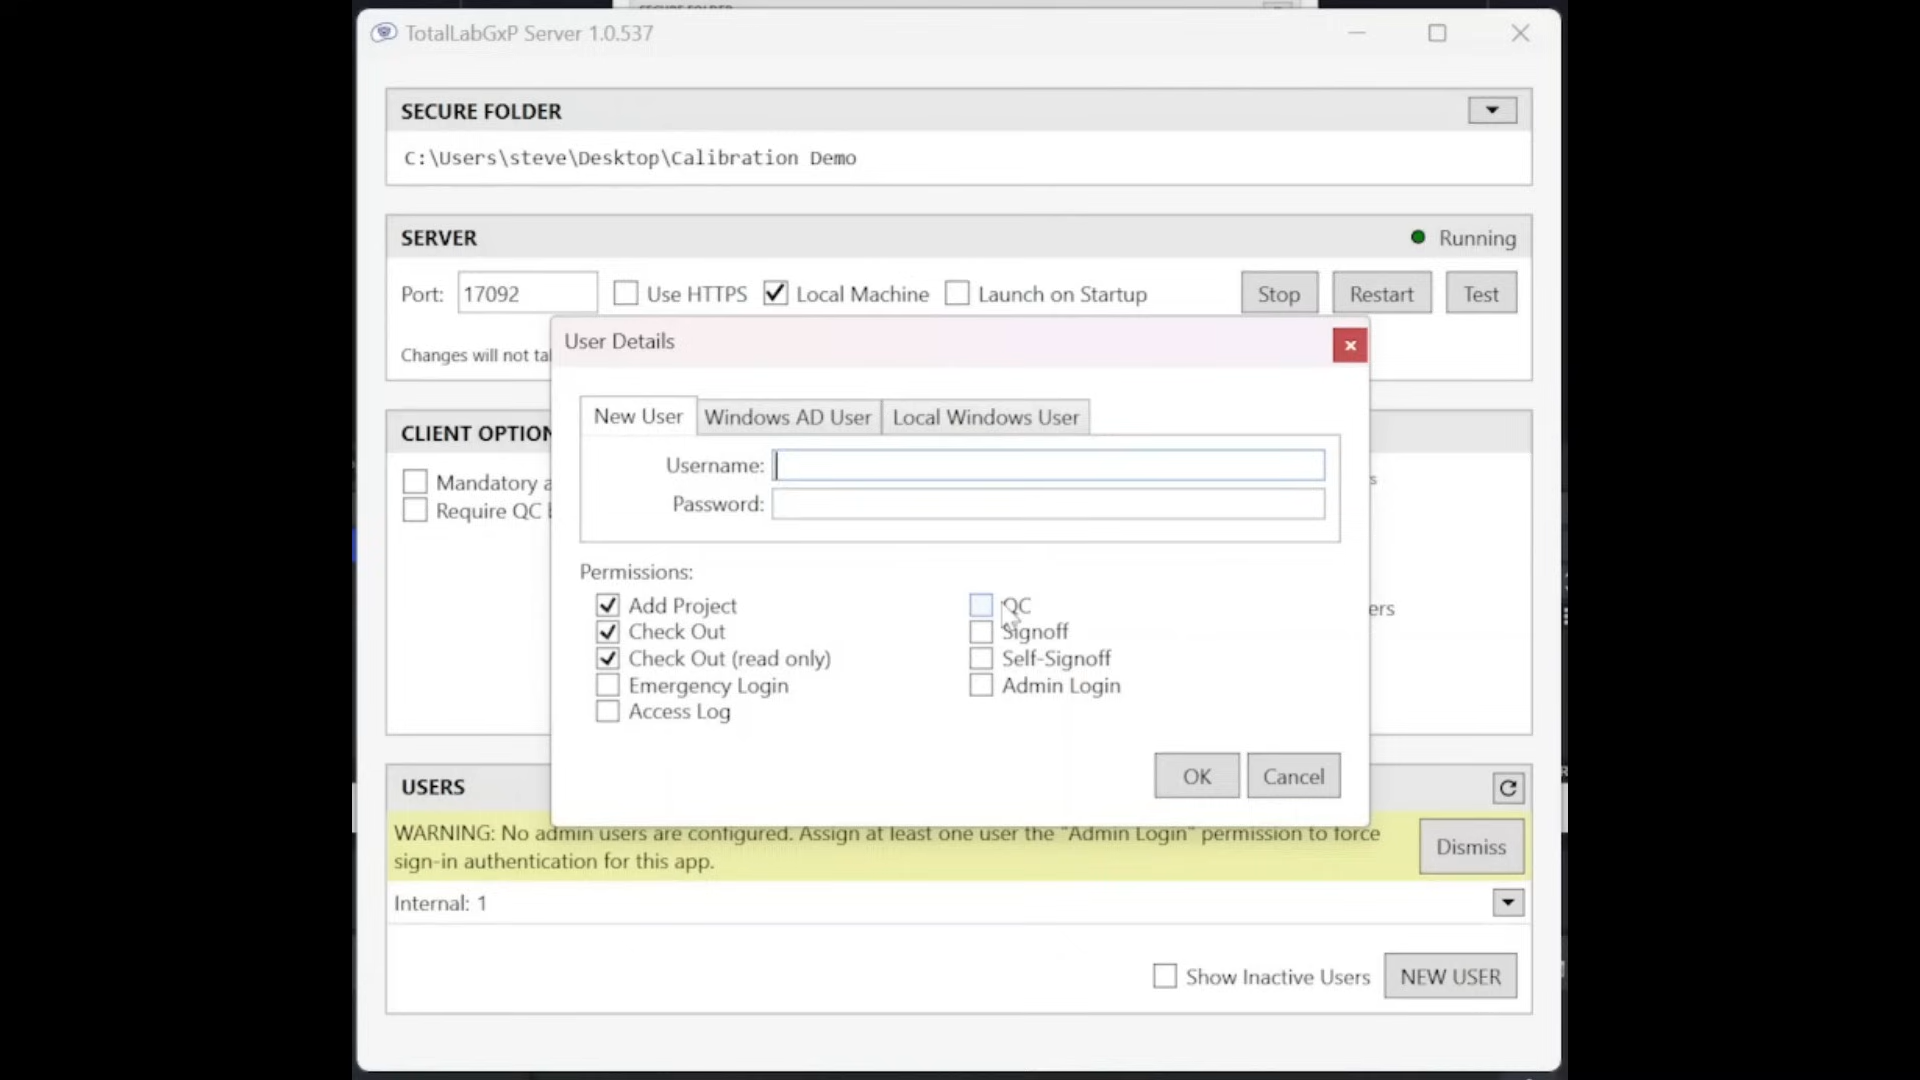 TotalLabGxP Server 1.0.537
SECURE FOLDER
C:\Users\steve\Desktop\Calibration Demo
SERVER
Running
Port: 17092 Use HTTPS Local Machine Launch on Startup Stop Restart Test
Changes will not
User Details
New User Windows AD User Local Windows User
CLIENT OPTION
Username:
Mandatory
Password:
Require QC
Permissions:
Add Project QC
Check Out Signoff
Check Out (read only) Self-Signoff
Emergency Login Admin Login
Access Log
OK Cancel
USERS
WARNING: No admin users are configured. Assign at least one user the "Admin Login" permission to force
sign-in authentication for this app.
Dismiss
Internal: 1
Show Inactive Users NEW USER